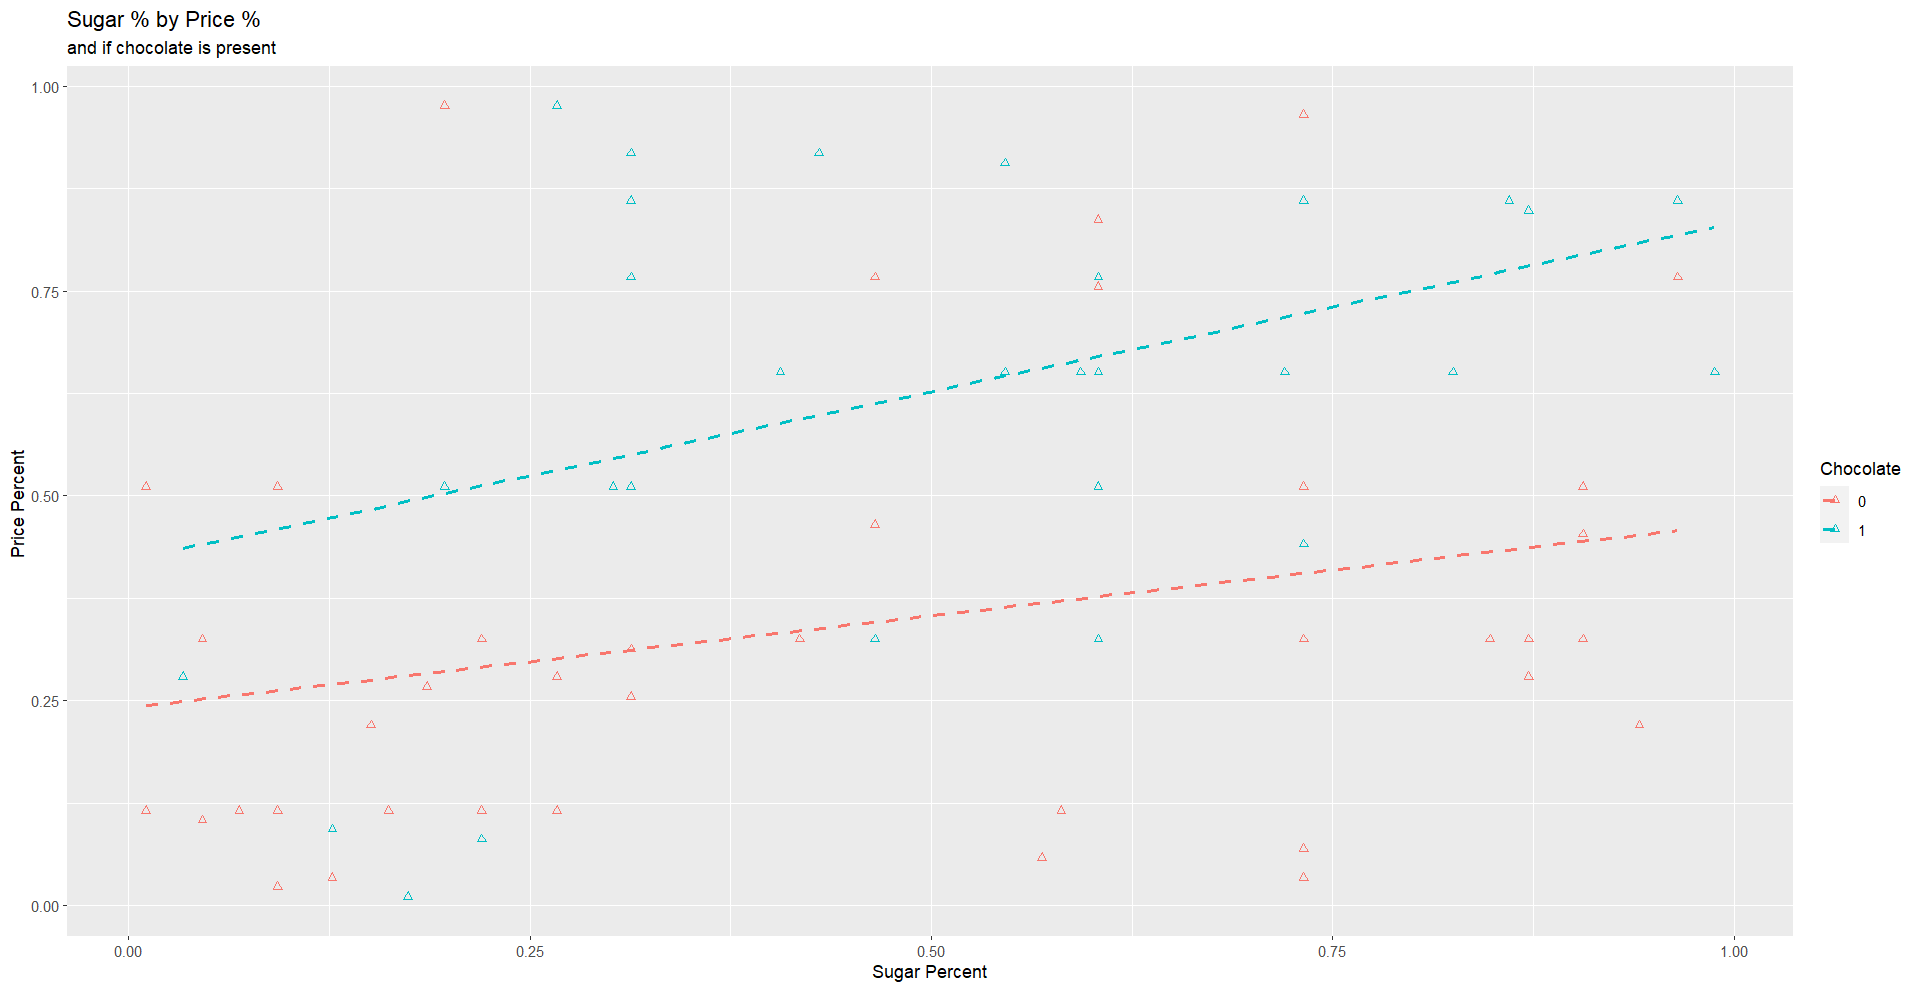 Sugar % by Price %
and if chocolate is present
1.00
0.75
0.50
0.25
0.00
Price Percent
0.00 0.25 0.50 0.75 1.00
Sugar Percent
Chocolate
0
1